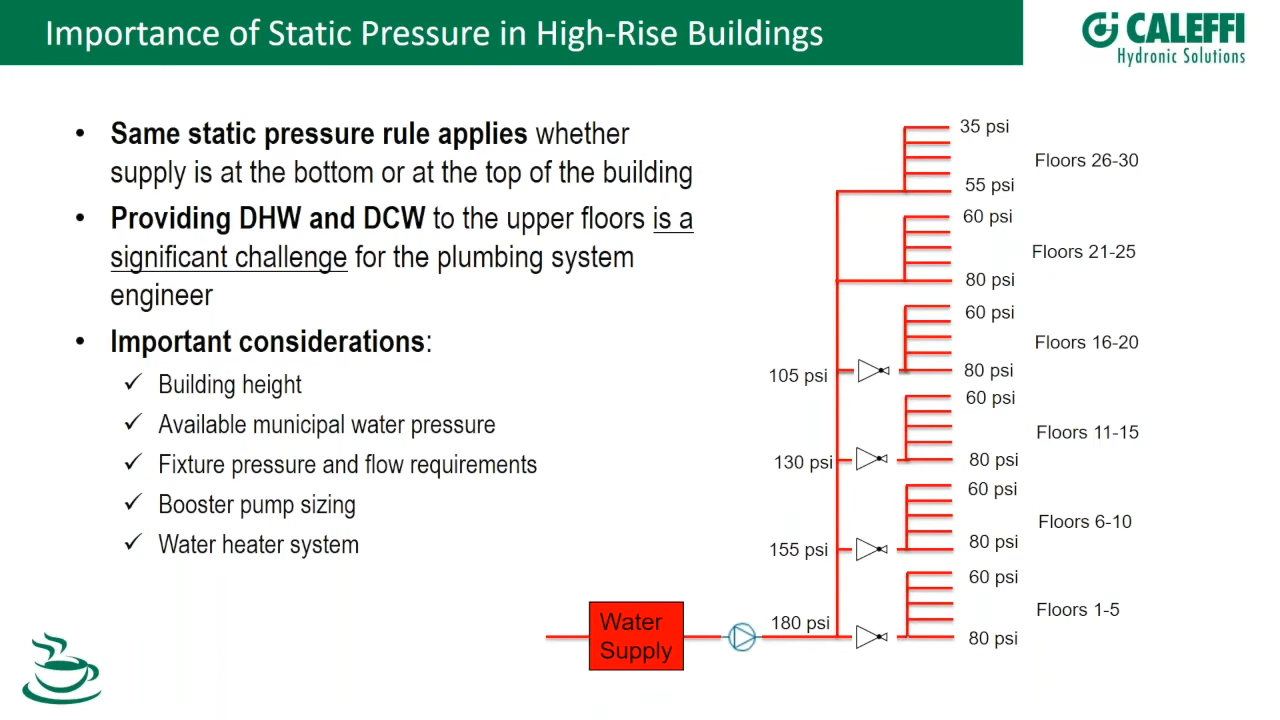 Importance of Static Pressure in High-Rise Buildings
CALEFFI
Hydronic Solutions
• Same static pressure rule applies whether
supply is at the bottom or at the top of the building
• Providing DHW and DCW to the upper floors is a
significant challenge for the plumbing system
engineer
• Important considerations:
✓ Building height
✓ Available municipal water pressure
✓ Fixture pressure and flow requirements
✓ Booster pump sizing
✓ Water heater system
35 psi
Floors 26-30
55 psi
60 psi
Floors 21-25
80 psi
60 psi
Floors 16-20
105 psi
80 psi
60 psi
Floors 11-15
130 psi
80 psi
60 psi
Floors 6-10
155 psi
80 psi
60 psi
Floors 1-5
180 psi
80 psi
Water
Supply